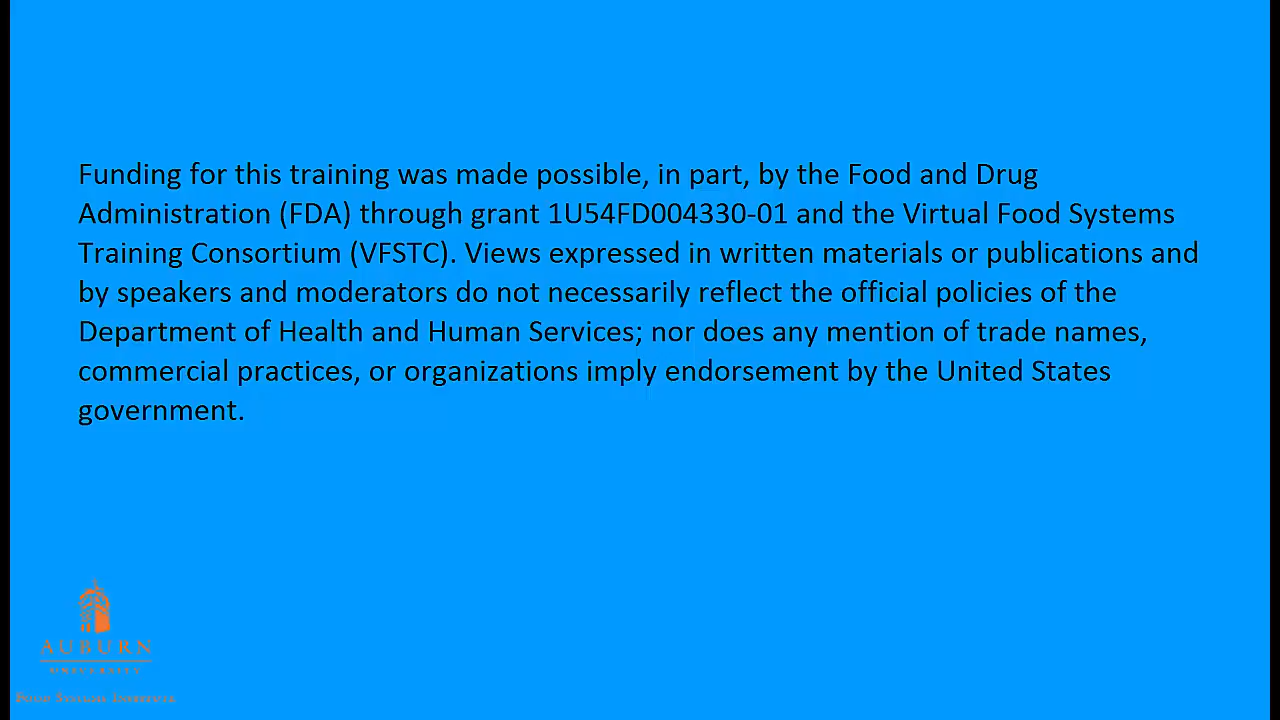 Funding for this training was made possible, in part, by the Food and Drug
Administration (FDA) through grant 1U54FD004330-01 and the Virtual Food Systems
Training Consortium (VFSTC). Views expressed in written materials or publications and
by speakers and moderators do not necessarily reflect the official policies of the
Department of Health and Human Services; nor does any mention of trade names,
commercial practices, or organizations imply endorsement by the United States
government.
AUBURN
UNIVERSITY
Food Systems Institute